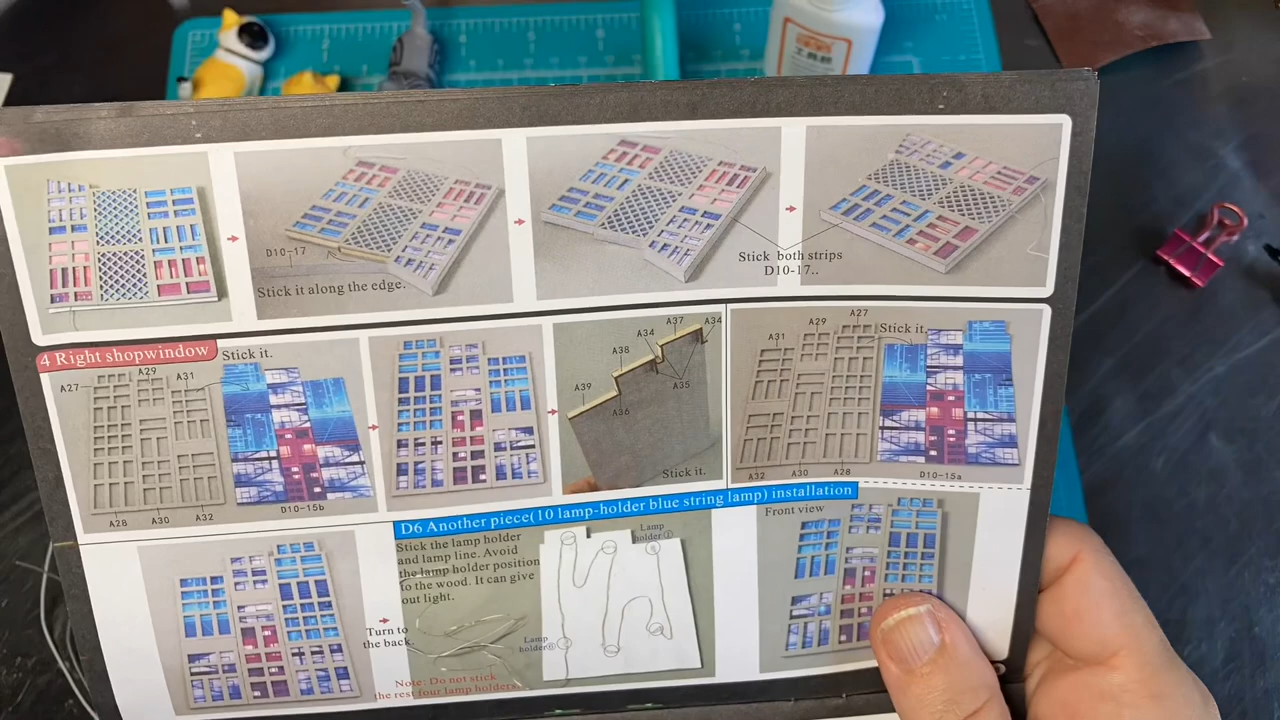 D10-17
Stick it along the edge.
Stick both strips
D10-17..
4 Right shopwindow
Stick it.
A27
A29
A31
A28
A30
A32
D10-15b
A34
A37
A34
A38
A39
A35
A36
Stick it.
A31
A29
A27
Stick it.
A32
A30
A28
D10-15a
D6 Another piece(10 lamp-holder blue string lamp) installation
Turn to
the back.
Stick the lamp holder
and lamp line. Avoid
the lamp holder position
to the wood. It can give
out light.
Lamp
holder①
Lamp
holder⑥
Note: Do not stick
the rest four lamp holders.
Front view